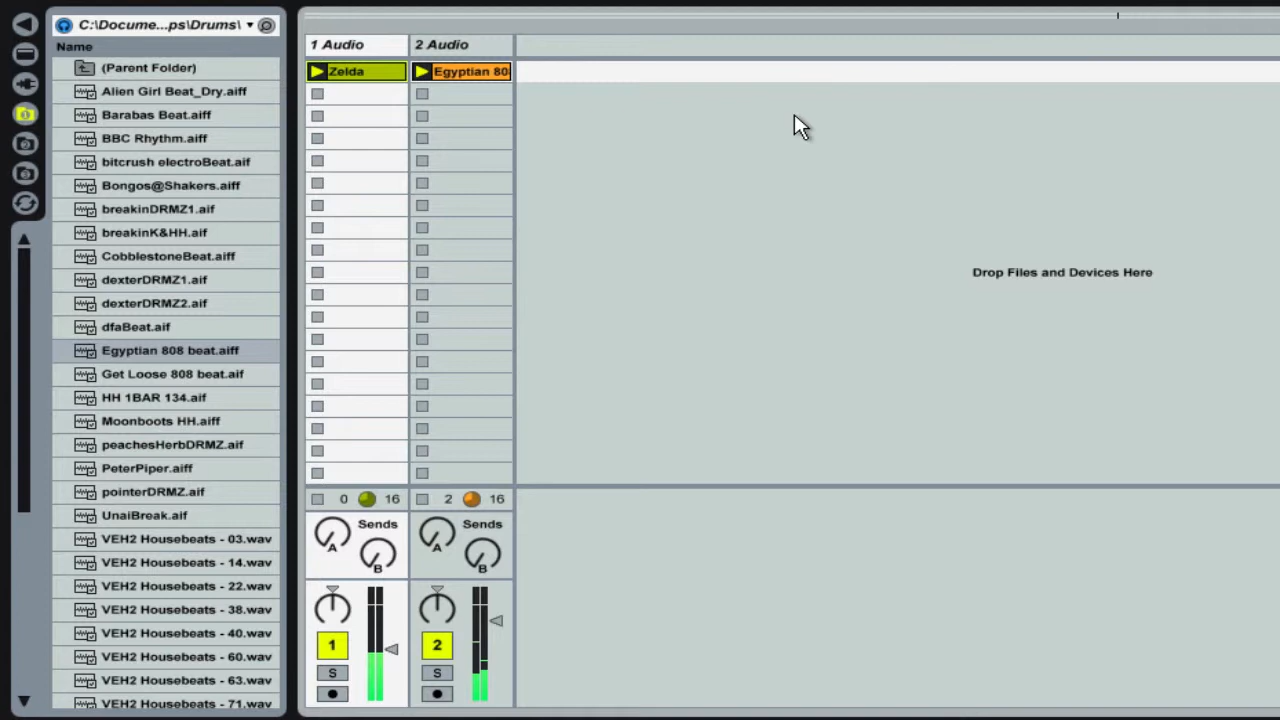 C:\Docume...ps\Drums\
Name
(Parent Folder)
Alien Girl Beat_Dry.aiff
Barabas Beat.aiff
BBC Rhythm.aiff
bitcrush electroBeat.aif
Bongos@Shakers.aiff
breakinDRMZ1.aif
breakinK&HH.aif
CobblestoneBeat.aiff
dexterDRMZ1.aif
dexterDRMZ2.aif
dfaBeat.aif
Egyptian 808 beat.aiff
Get Loose 808 beat.aif
HH 1BAR 134.aif
Moonboots HH.aiff
peachesHerbDRMZ.aif
PeterPiper.aiff
pointerDRMZ.aif
UnaiBreak.aif
VEH2 Housebeats - 03.wav
VEH2 Housebeats - 14.wav
VEH2 Housebeats - 22.wav
VEH2 Housebeats - 38.wav
VEH2 Housebeats - 40.wav
VEH2 Housebeats - 60.wav
VEH2 Housebeats - 63.wav
VEH2 Housebeats - 71.wav
1 Audio
2 Audio
Zelda
Egyptian 80
Drop Files and Devices Here
0 16
2 16
Sends
A
B
Sends
A
B
1
S
2
S